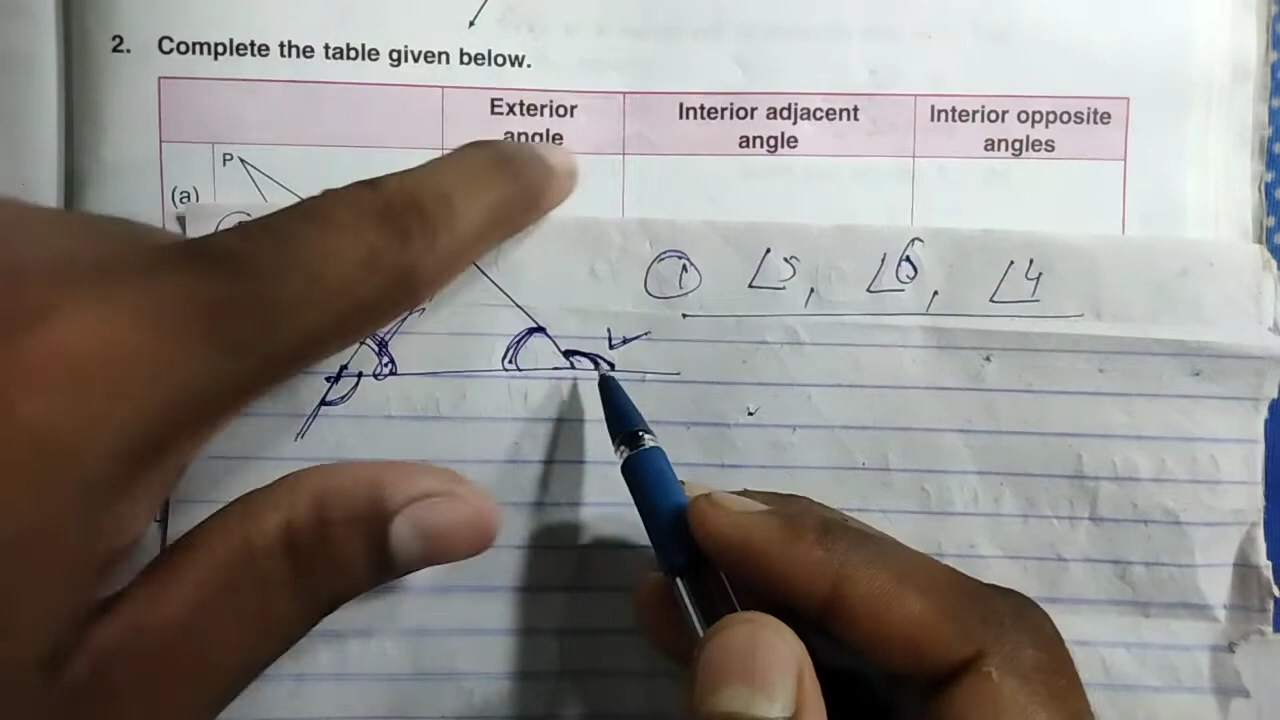 2. Complete the table given below.
Exterior angle
Interior adjacent angle
Interior opposite angles
(a)
P
① ∠5, ∠6, ∠4